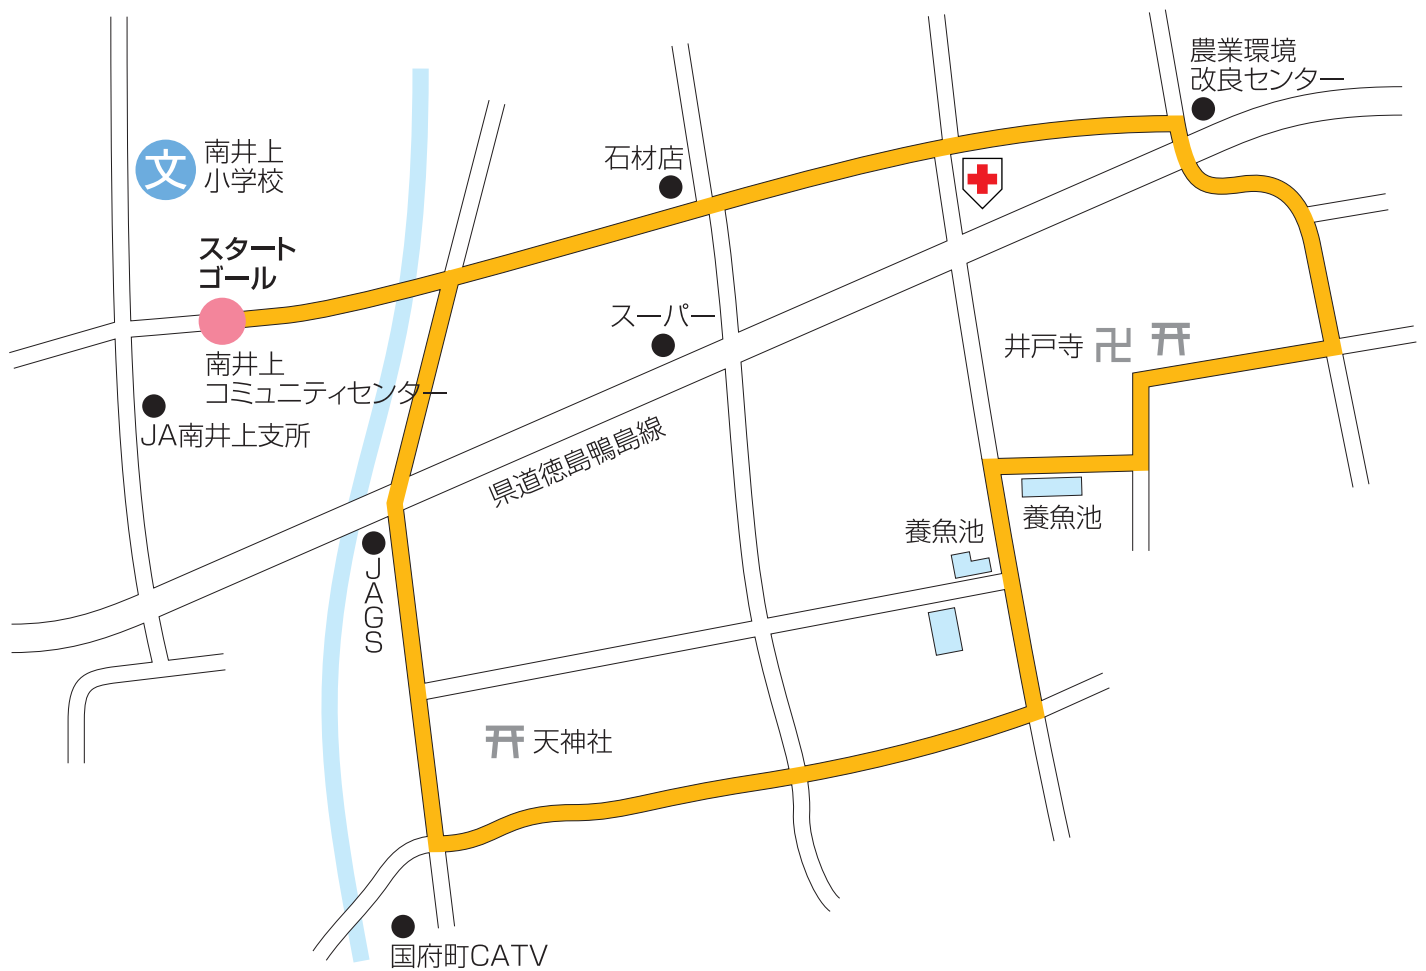 農業環境
改良センター
文
南井上
小学校
石材店
スタート
ゴール
スーパー
井戸寺
南井上
コミュニティセンター
JA南井上支所
県道徳島鴨島線
養魚池
養魚池
JAGS
天神社
国府町CATV